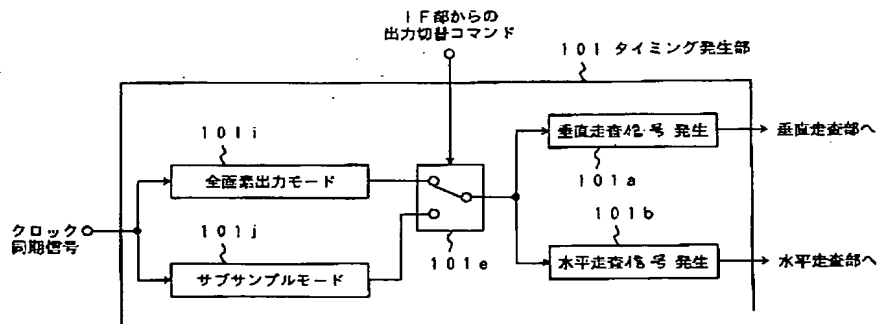 IF部からの
出力切替コマンド
101 タイミング発生部
101i
全画素出力モード
垂直走査信号 発生
垂直走査部へ
101a
クロック
同期信号
101j
サブサンプルモード
101e
101b
水平走査信号 発生
水平走査部へ